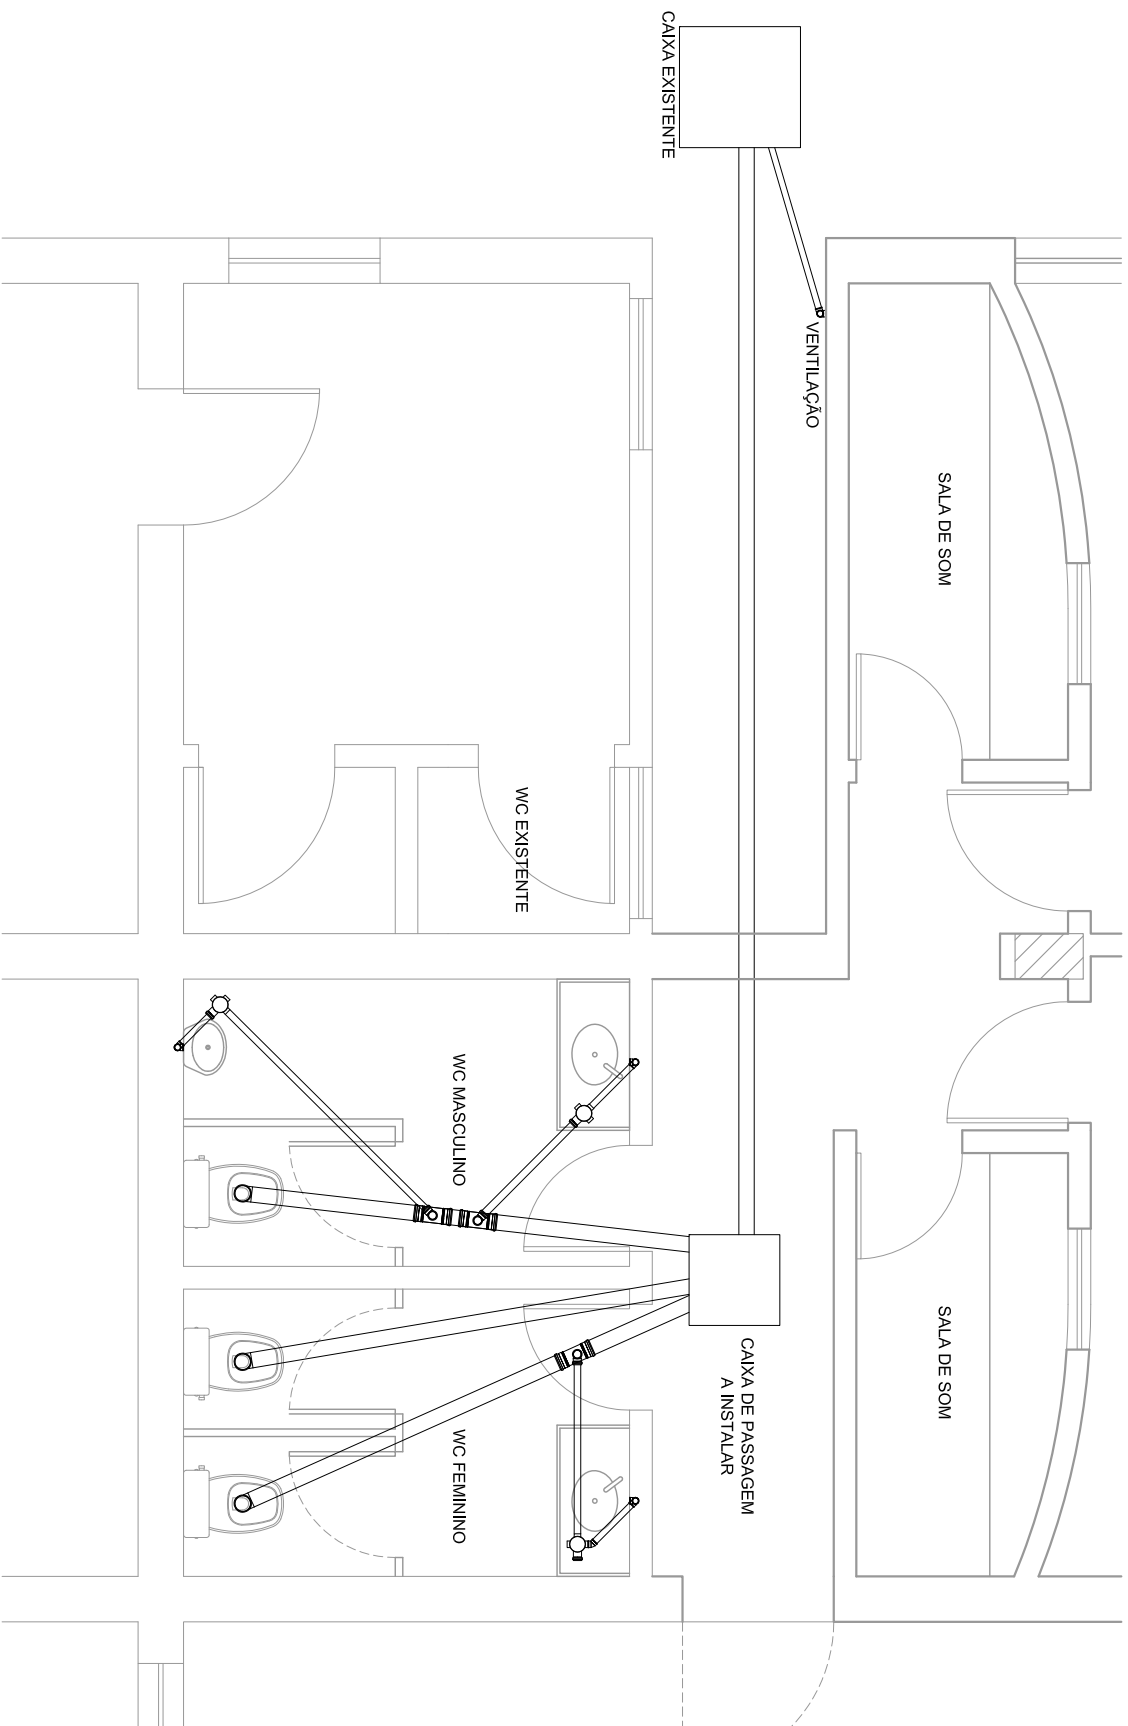 CAIXA EXISTENTE
VENTILAÇÃO
SALA DE SOM
WC EXISTENTE
WC MASCULINO
SALA DE SOM
CAIXA DE PASSAGEM
A INSTALAR
WC FEMININO